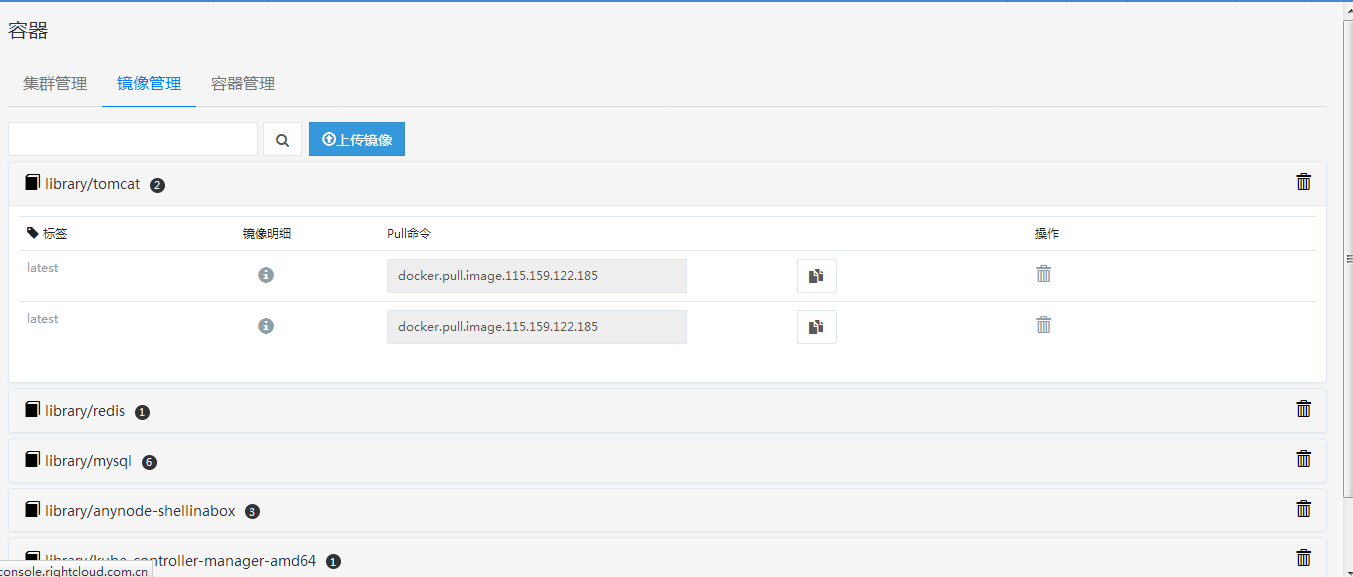 容器
集群管理 镜像管理 容器管理
上传镜像
library/tomcat 2
标签 镜像明细 Pull命令 操作
latest docker.pull.image.115.159.122.185
latest docker.pull.image.115.159.122.185
library/redis 1
library/mysql 6
library/anynode-shellinabox 3
library/kube-controller-manager-amd64 1
console.rightcloud.com.cn